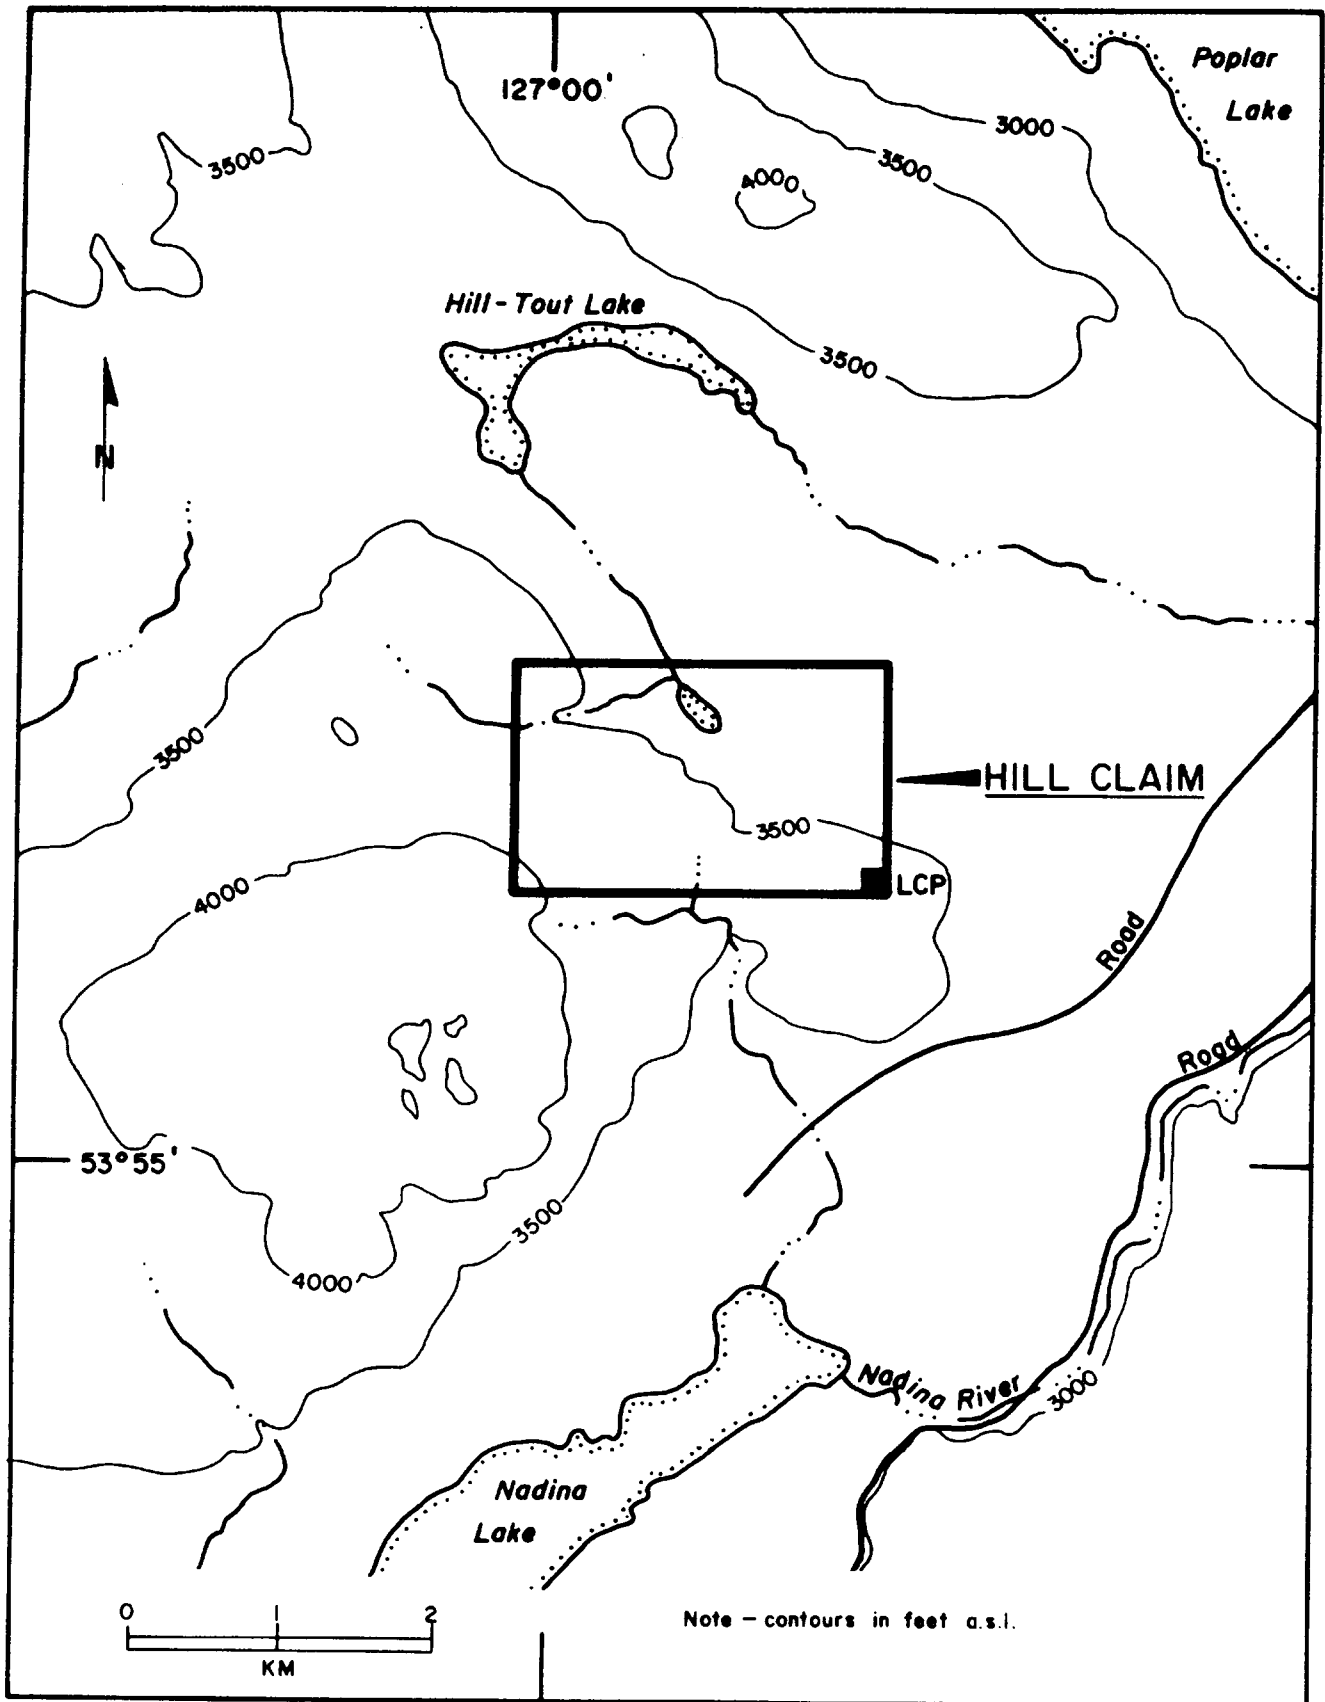 Poplar
Lake
127°00'
3000
3500
3500
4000
Hill-Tout Lake
3500
N
3500
HILL CLAIM
3500
LCP
4000
Road
Road
53°55'
3500
4000
Nadina River
3000
Nadina
Lake
0 1 2
KM
Note – contours in feet a.s.l.